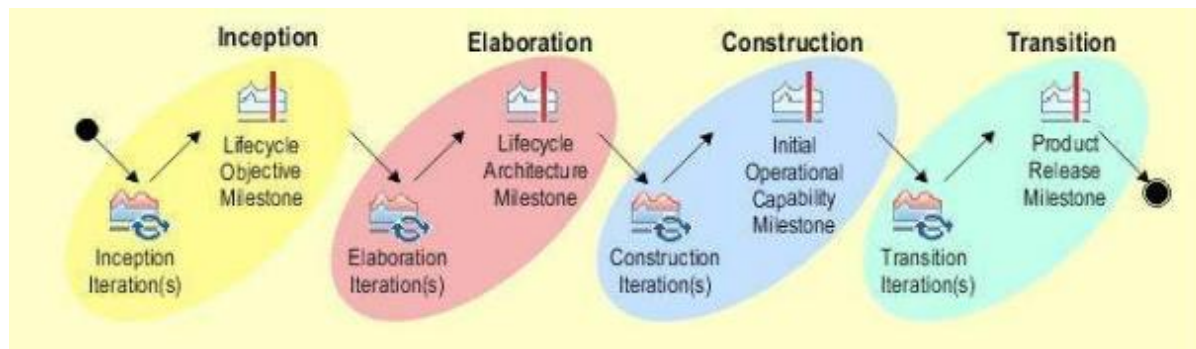 Inception
Elaboration
Construction
Transition
Lifecycle
Objective
Milestone
Inception
Iteration(s)
Lifecycle
Architecture
Milestone
Elaboration
Iteration(s)
Initial
Operational
Capability
Milestone
Construction
Iteration(s)
Product
Release
Milestone
Transition
Iteration(s)